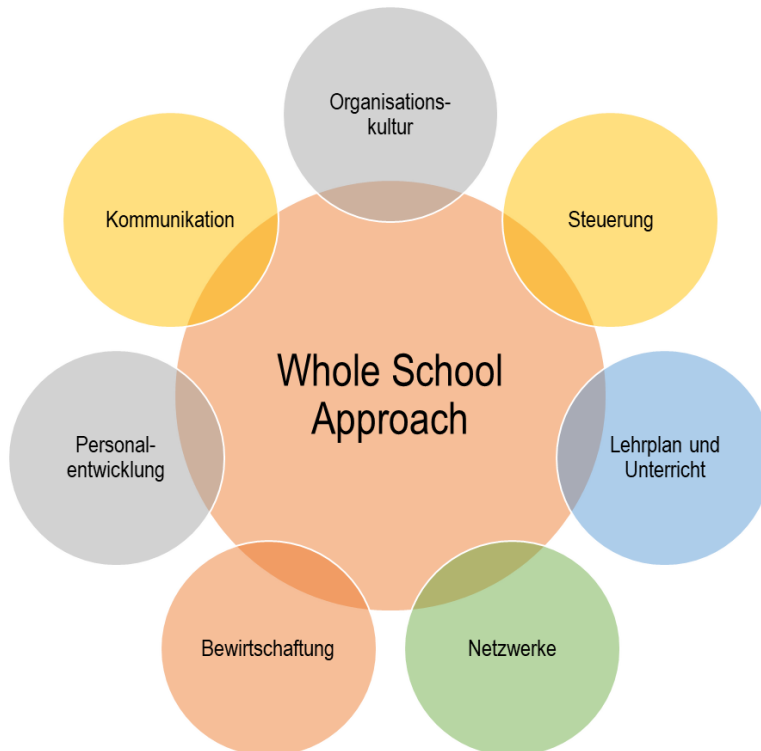 Organisations-
kultur
Kommunikation
Steuerung
Whole School
Approach
Personal-
entwicklung
Lehrplan und
Unterricht
Bewirtschaftung
Netzwerke